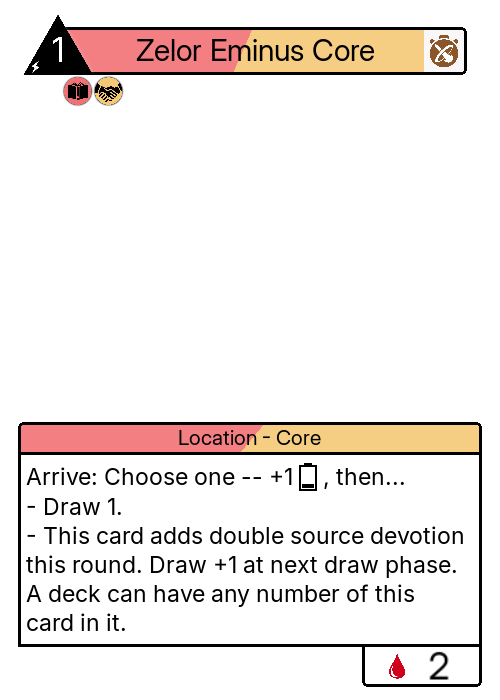 1
Zelor Eminus Core
Location - Core
Arrive: Choose one -- +1 , then...
- Draw 1.
- This card adds double source devotion
this round. Draw +1 at next draw phase.
A deck can have any number of this
card in it.
2